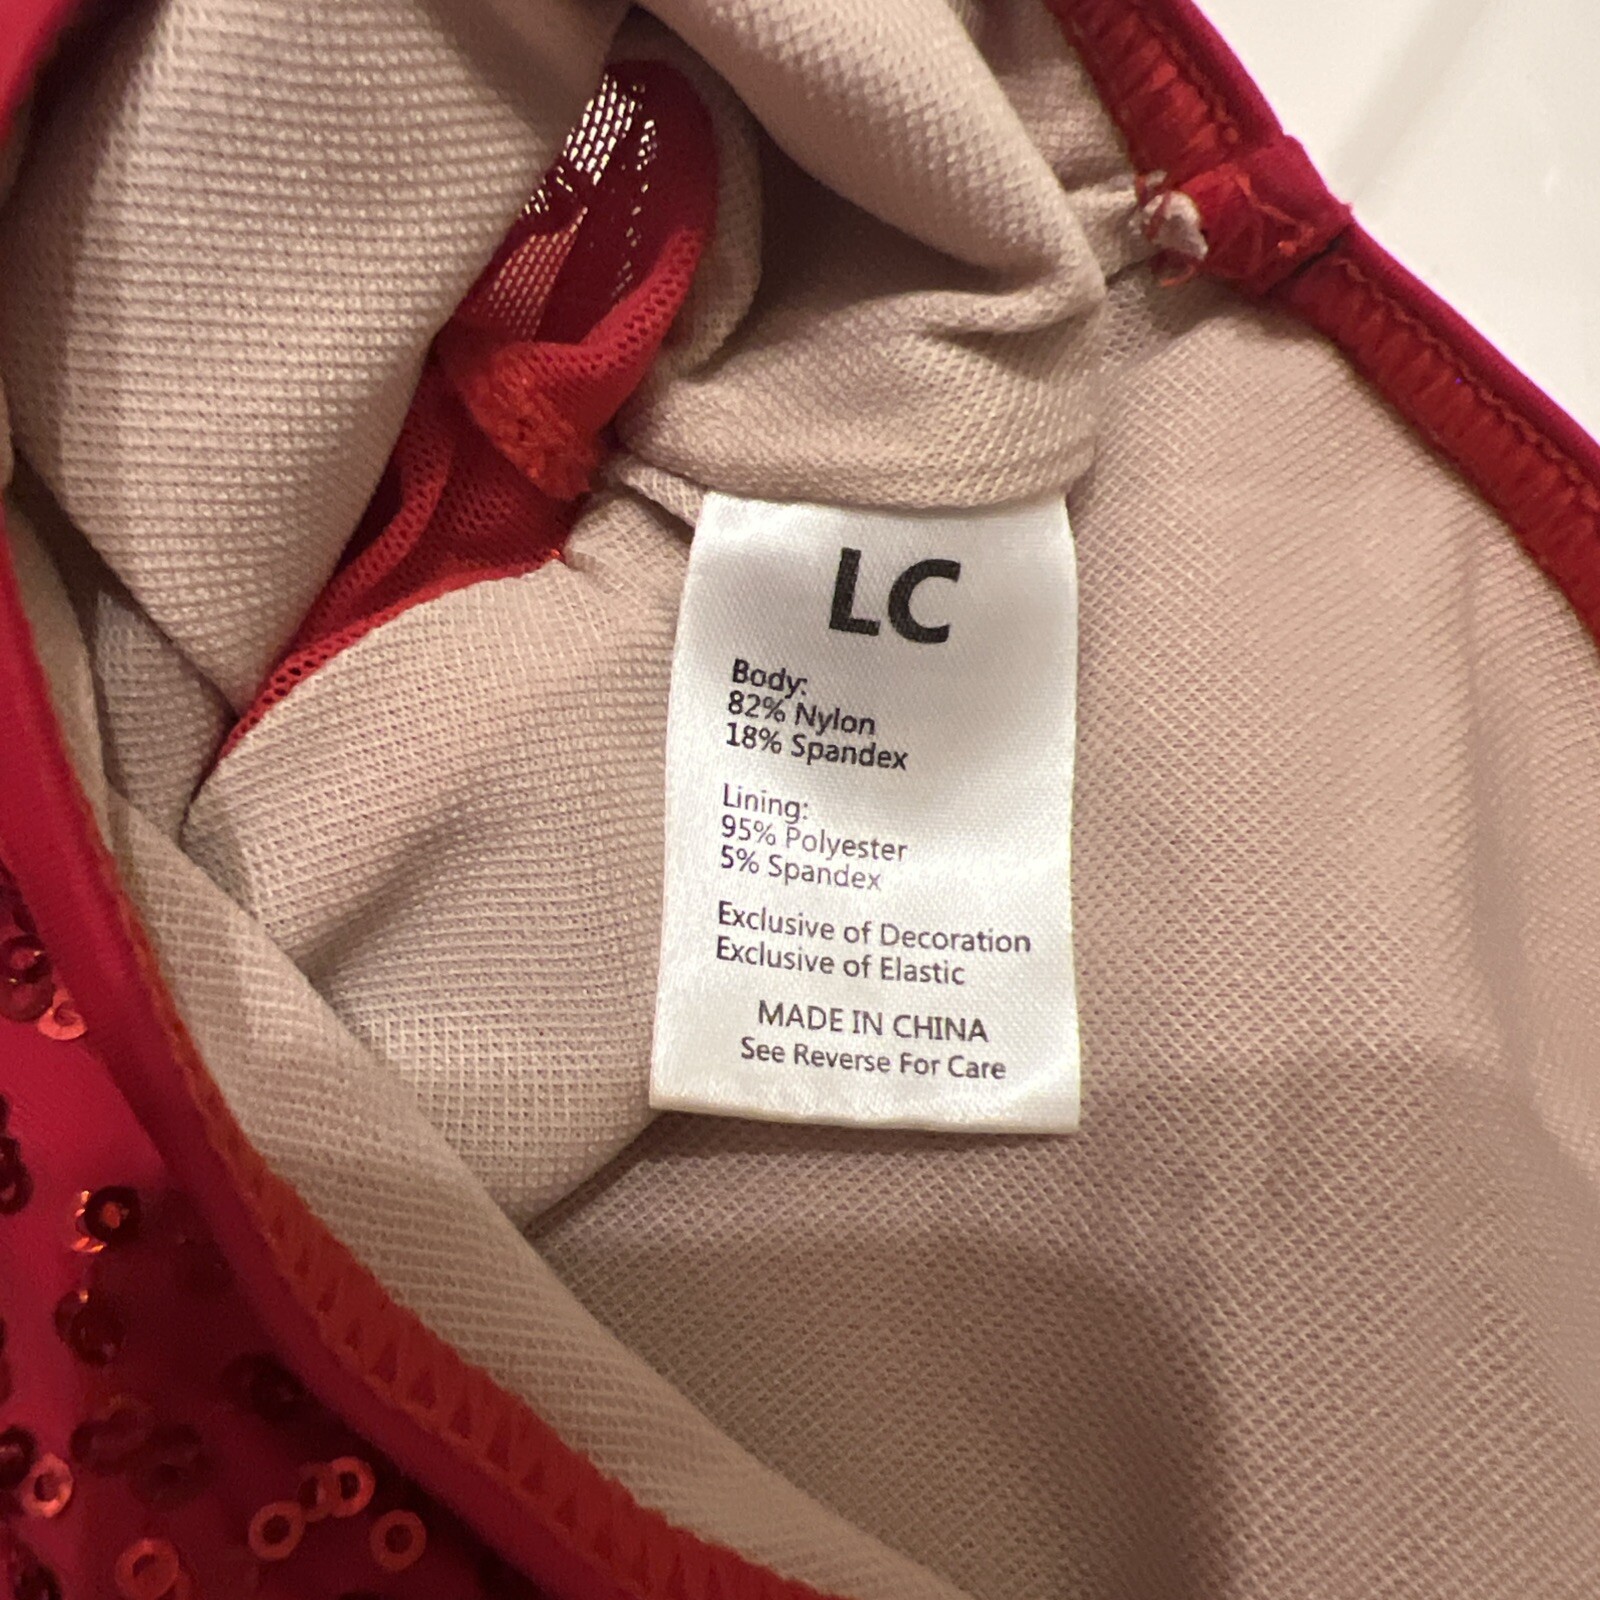 LC
Body:
82% Nylon
18% Spandex
Lining:
95% Polyester
5% Spandex
Exclusive of Decoration
Exclusive of Elastic
MADE IN CHINA
See Reverse For Care